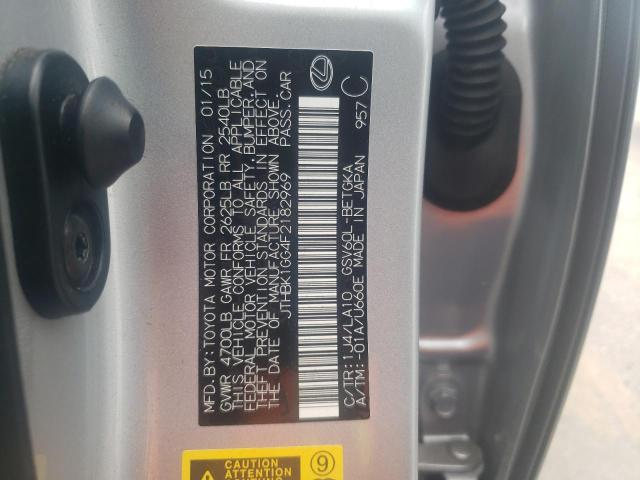 MFD.BY:TOYOTA MOTOR CORPORATION 01/15
GVWR 4700LB GAWR FR 2625LB RR 2540LB
THIS VEHICLE CONFORMS TO ALL APPLICABLE
FEDERAL MOTOR VEHICLE SAFETY, BUMPER, AND
THEFT PREVENTION STANDARDS IN EFFECT ON
THE DATE OF MANUFACTURE SHOWN ABOVE.
JTHBK1GG4F2182969 PASS.CAR
957 C
C/TR:1J4/LA10 GSV60L-BETGKA
A/TM:-01A/U660E MADE IN JAPAN
CAUTION
ATTENTION
9